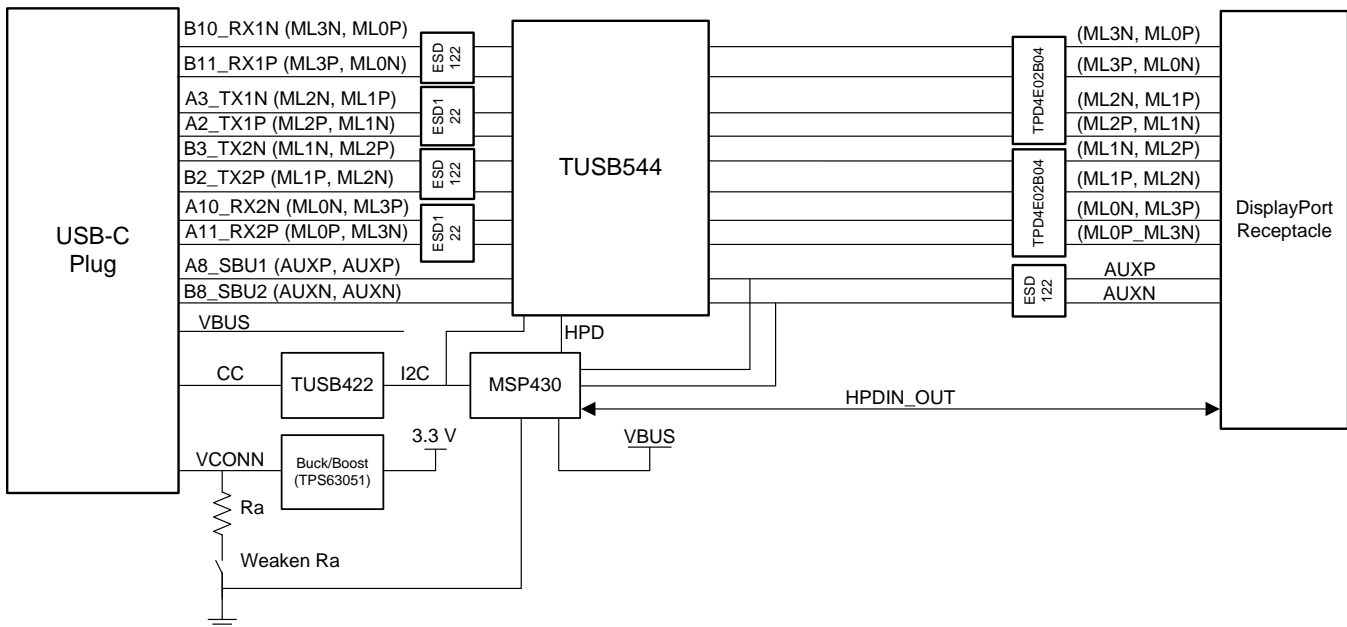 B10_RX1N (ML3N, ML0P)
B11_RX1P (ML3P, ML0N)
A3_TX1N (ML2N, ML1P)
A2_TX1P (ML2P, ML1N)
B3_TX2N (ML1N, ML2P)
B2_TX2P (ML1P, ML2N)
A10_RX2N (ML0N, ML3P)
A11_RX2P (ML0P, ML3N)
A8_SBU1 (AUXP, AUXP)
B8_SBU2 (AUXN, AUXN)
VBUS
CC
VCONN
USB-C
Plug
ESD
122
ESD1
22
ESD
122
ESD1
22
TUSB544
HPD
TUSB422
I2C
MSP430
Buck/Boost
(TPS63051)
3.3 V
VBUS
Ra
Weaken Ra
HPDIN_OUT
TPD4E02B04
TPD4E02B04
ESD
122
(ML3N, ML0P)
(ML3P, ML0N)
(ML2N, ML1P)
(ML2P, ML1N)
(ML1N, ML2P)
(ML1P, ML2N)
(ML0N, ML3P)
(ML0P_ML3N)
AUXP
AUXN
DisplayPort
Receptacle